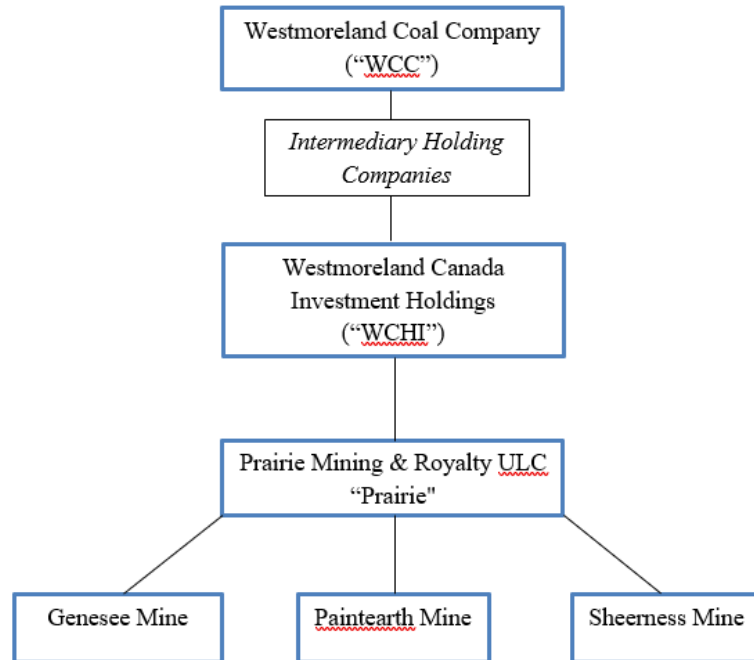 Westmoreland Coal Company
(“WCC”)
Intermediary Holding
Companies
Westmoreland Canada
Investment Holdings
(“WCHI”)
Prairie Mining & Royalty ULC
“Prairie"
Genesee Mine
Paintearth Mine
Sheerness Mine